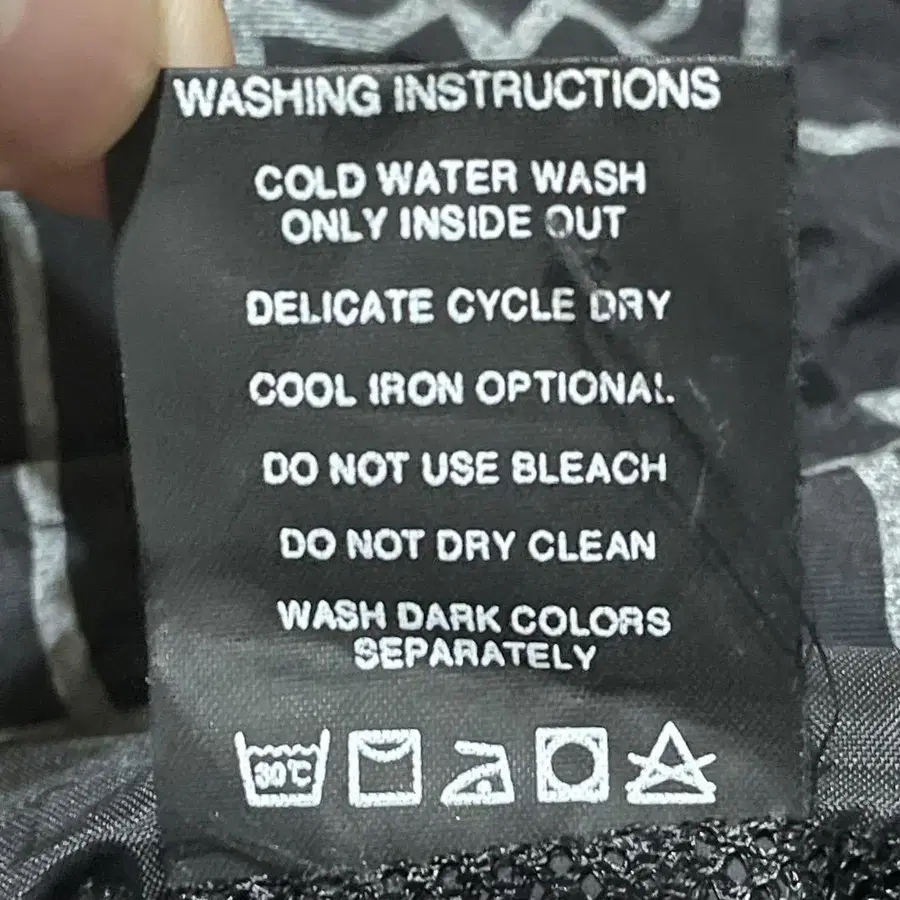 WASHING INSTRUCTIONS
COLD WATER WASH
ONLY INSIDE OUT
DELICATE CYCLE DRY
COOL IRON OPTIONAL
DO NOT USE BLEACH
DO NOT DRY CLEAN
WASH DARK COLORS
SEPARATELY
30°C